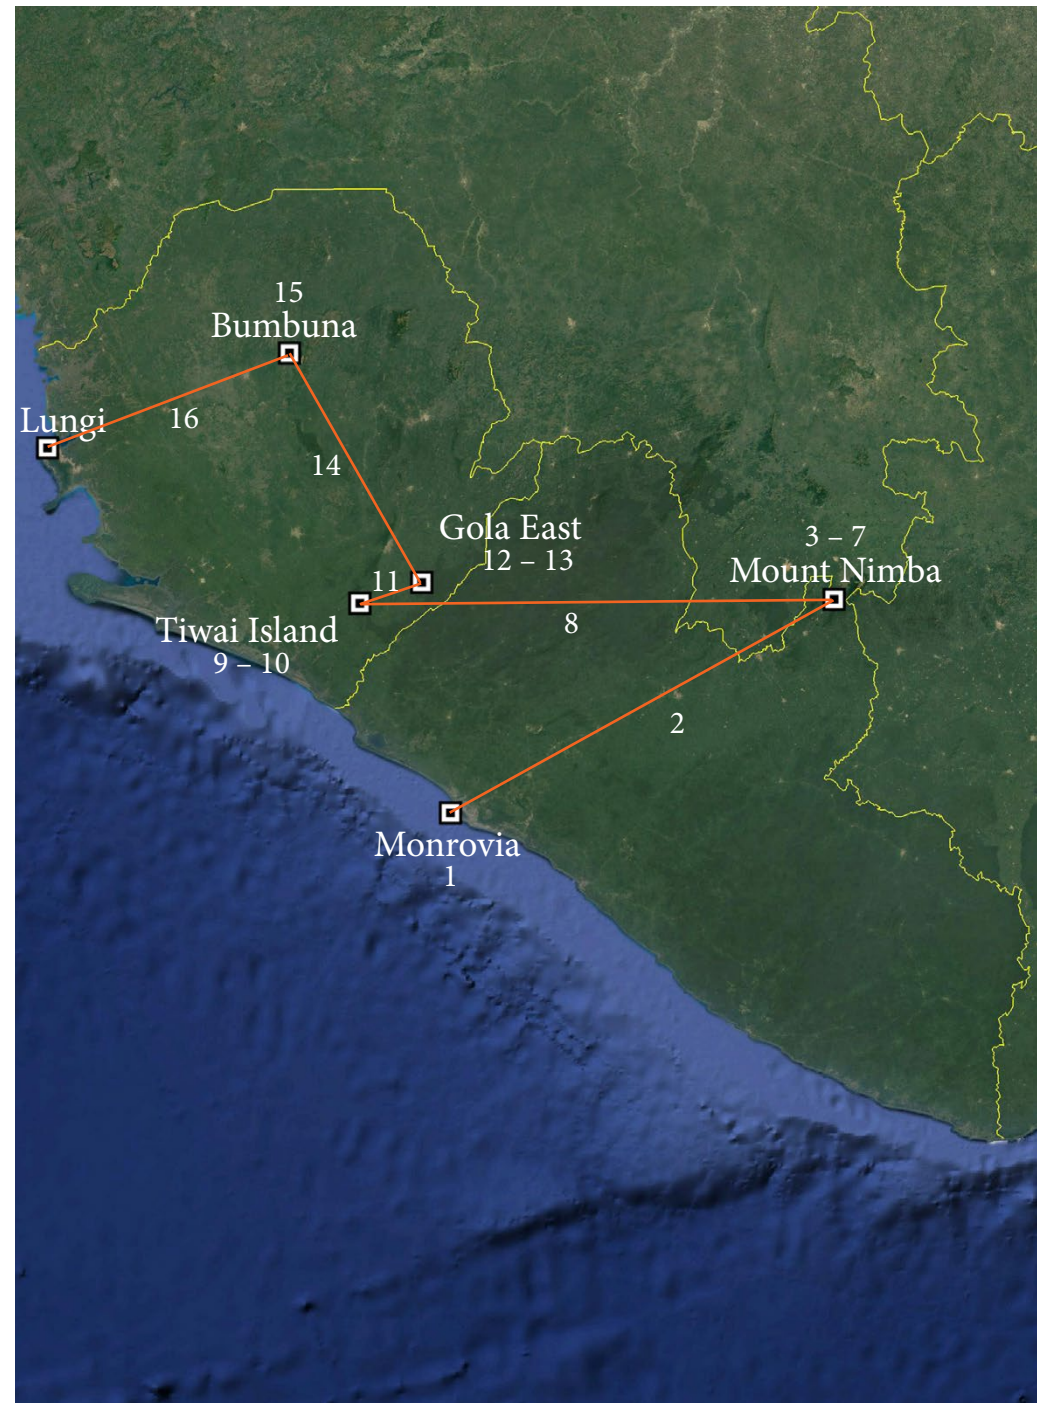 15
Bumbuna
Lungi
16
14
Gola East
12 – 13
3 – 7
Mount Nimba
11
8
Tiwai Island
9 – 10
2
Monrovia
1